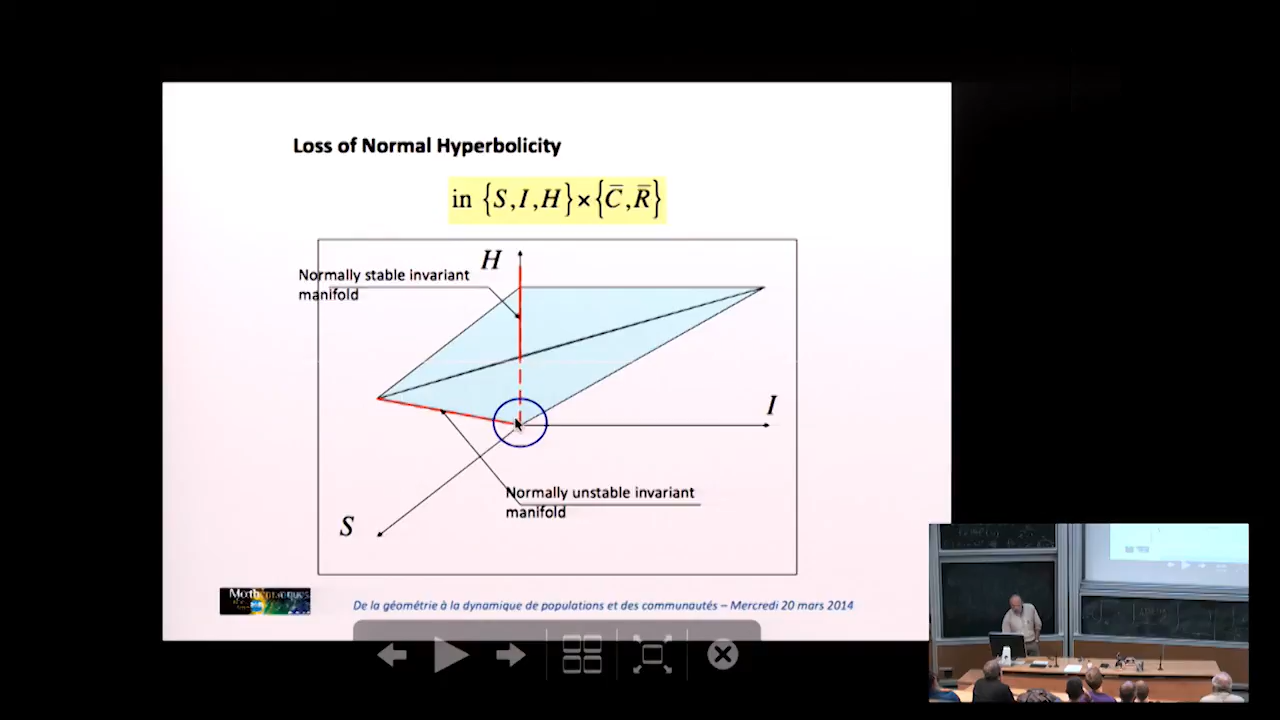 Loss of Normal Hyperbolicity
in {S,I,H}×{C̅,R̅}
H
Normally stable invariant
manifold
I
Normally unstable invariant
manifold
S
De la géométrie à la dynamique de populations et des communautés – Mercredi 20 mars 2014